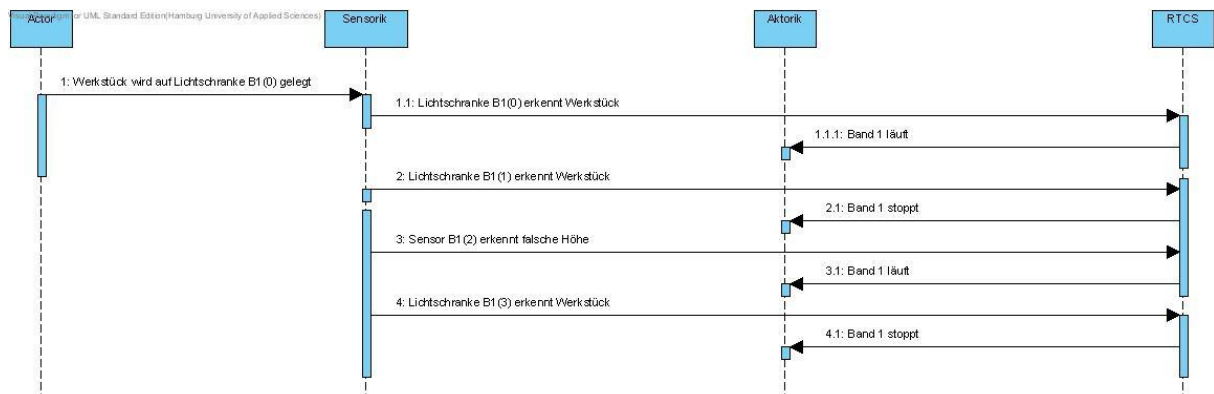 Visual Paradigm for UML Standard Edition(Hamburg University of Applied Sciences)
Actor
Sensorik
Aktorik
RTCS
1: Werkstück wird auf Lichtschranke B1(0) gelegt
1.1: Lichtschranke B1(0) erkennt Werkstück
1.1.1: Band 1 läuft
2: Lichtschranke B1(1) erkennt Werkstück
2.1: Band 1 stoppt
3: Sensor B1(2) erkennt falsche Höhe
3.1: Band 1 läuft
4: Lichtschranke B1(3) erkennt Werkstück
4.1: Band 1 stoppt